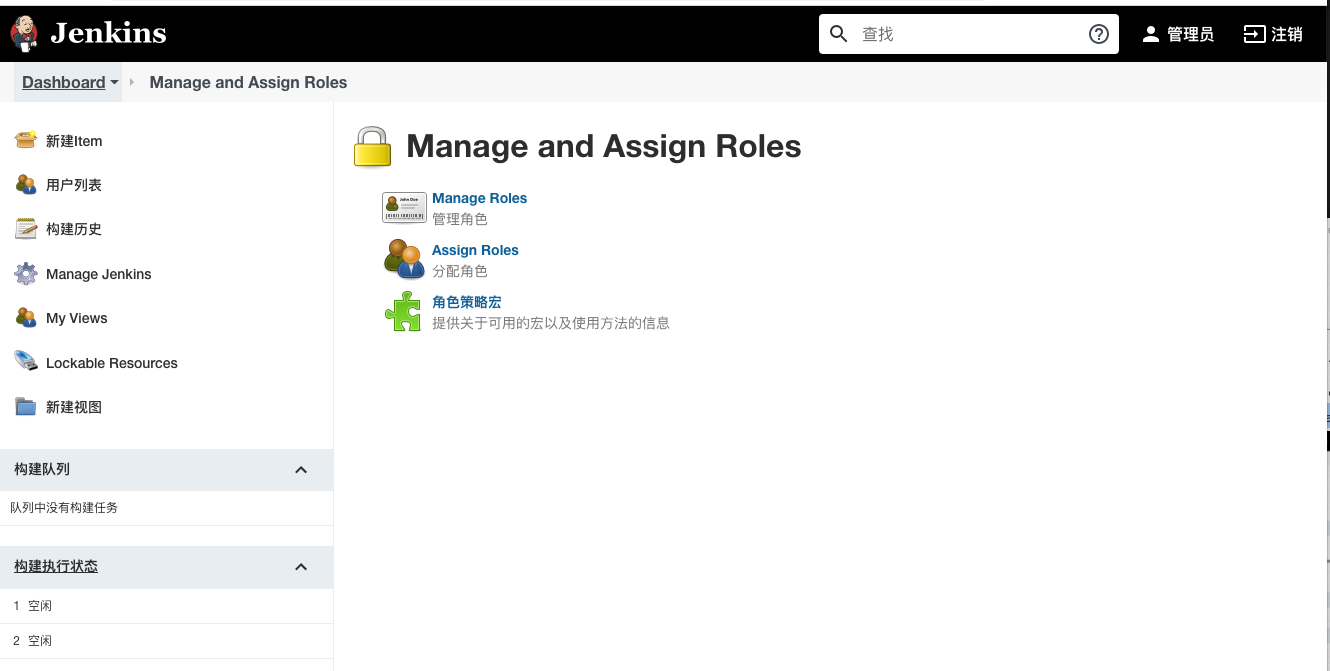 Jenkins
查找
管理员
注销
Dashboard
Manage and Assign Roles
新建Item
用户列表
构建历史
Manage Jenkins
My Views
Lockable Resources
新建视图
构建队列
队列中没有构建任务
构建执行状态
1 空闲
2 空闲
Manage and Assign Roles
John Doe
Manage Roles
管理角色
Assign Roles
分配角色
角色策略宏
提供关于可用的宏以及使用方法的信息